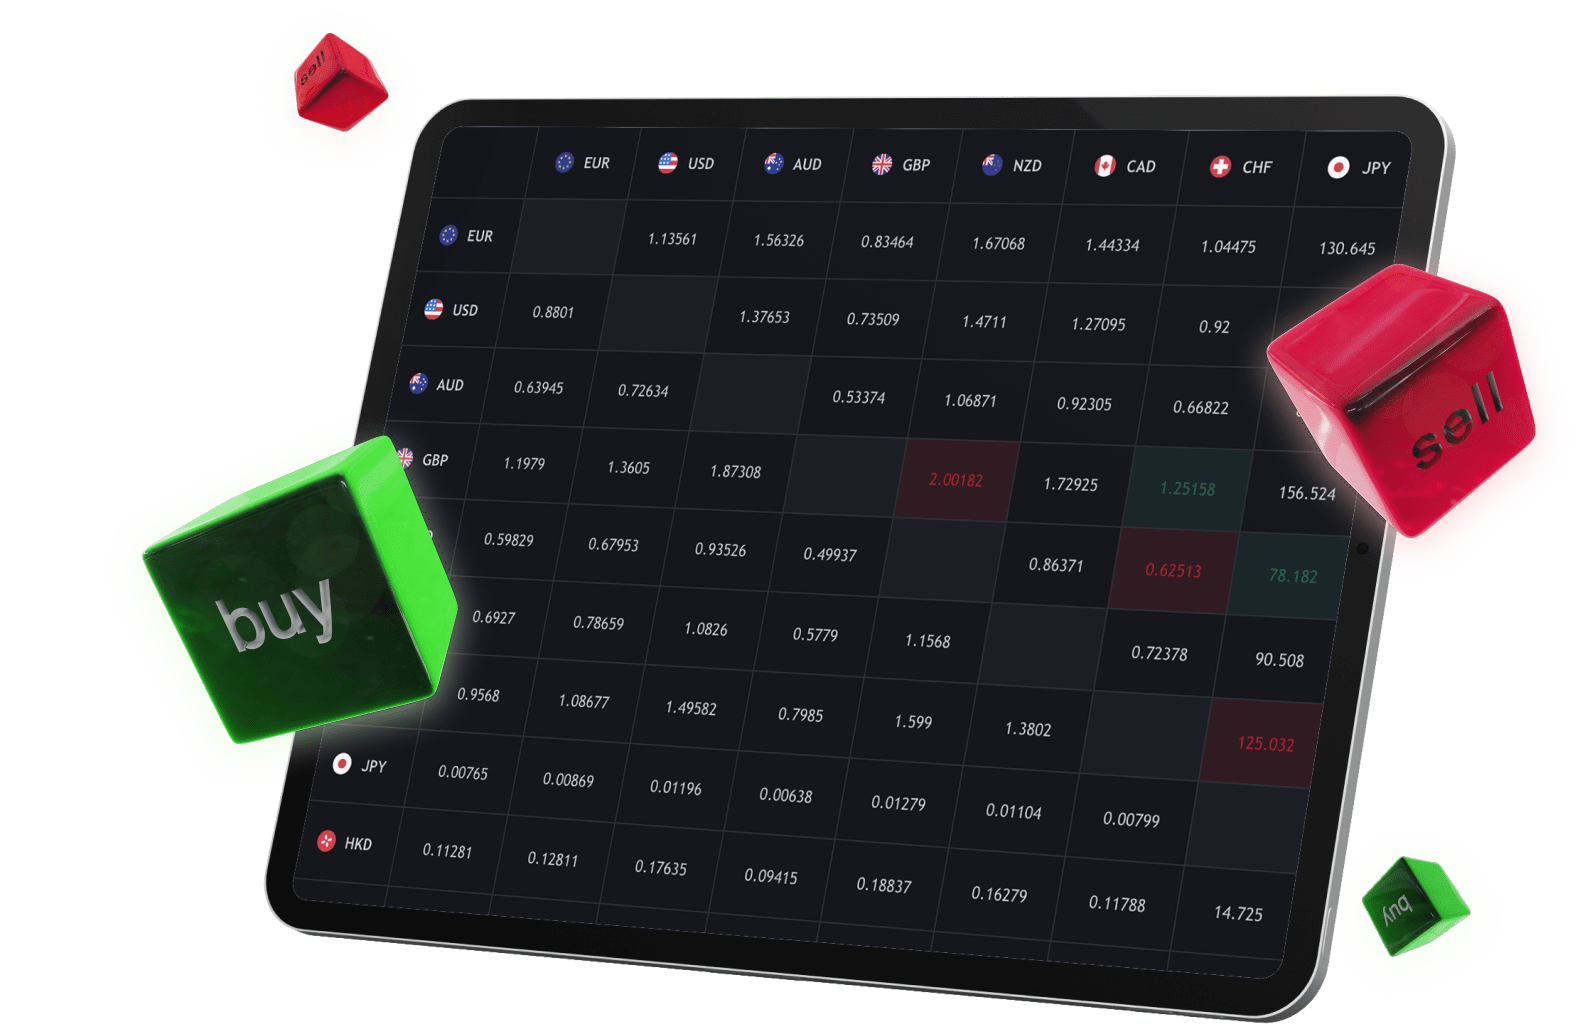 sell
EUR USD AUD GBP NZD CAD CHF JPY
EUR 1.13561 1.56326 0.83464 1.67068 1.44334 1.04475 130.645
USD 0.8801 1.37653 0.73509 1.4711 1.27095 0.92
AUD 0.63945 0.72634 0.53374 1.06871 0.92305 0.66822
sell
GBP 1.1979 1.3605 1.87308 2.00182 1.72925 1.25158 156.524
0.59829 0.67953 0.93526 0.49937 0.86371 0.62513 78.182
buy
0.6927 0.78659 1.0826 0.5779 1.1568 0.72378 90.508
0.9568 1.08677 1.49582 0.7985 1.599 1.3802 125.032
JPY 0.00765 0.00869 0.01196 0.00638 0.01279 0.01104 0.00799
HKD 0.11281 0.12811 0.17635 0.09415 0.18837 0.16279 0.11788 14.725
buy